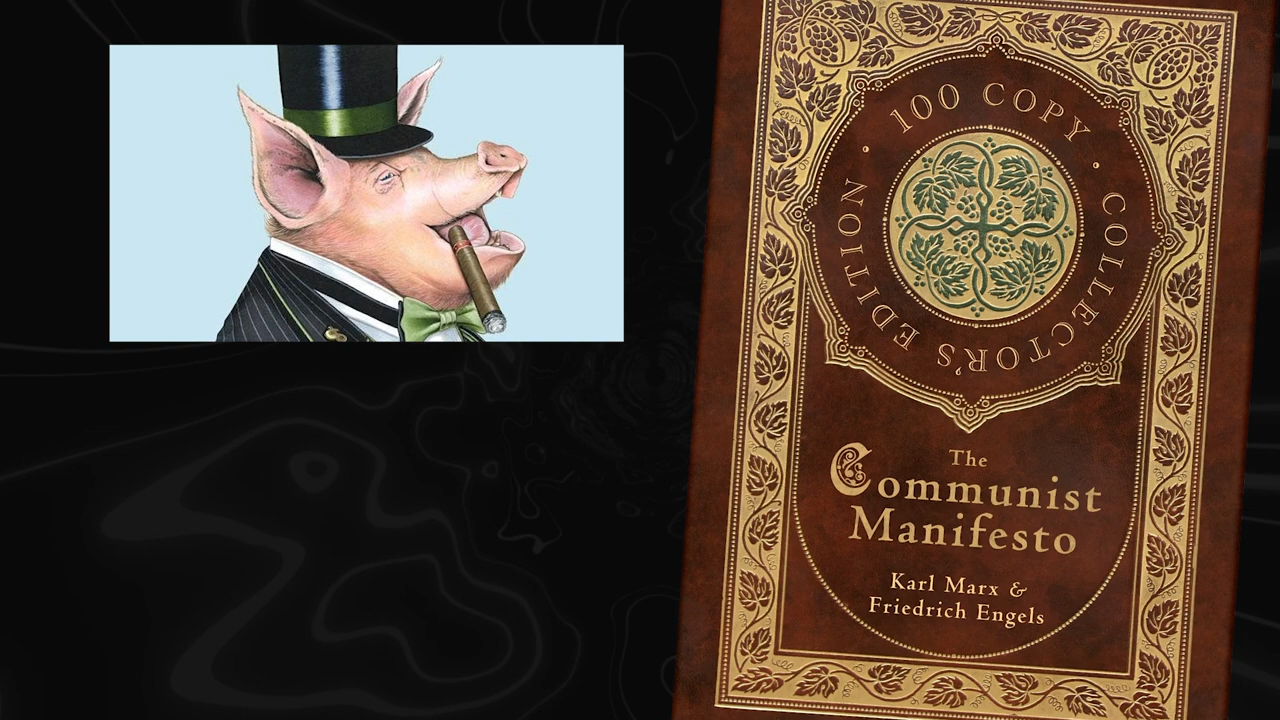 100 COPY • COLLECTOR'S EDITION •
The
Communist
Manifesto
Karl Marx &
Friedrich Engels